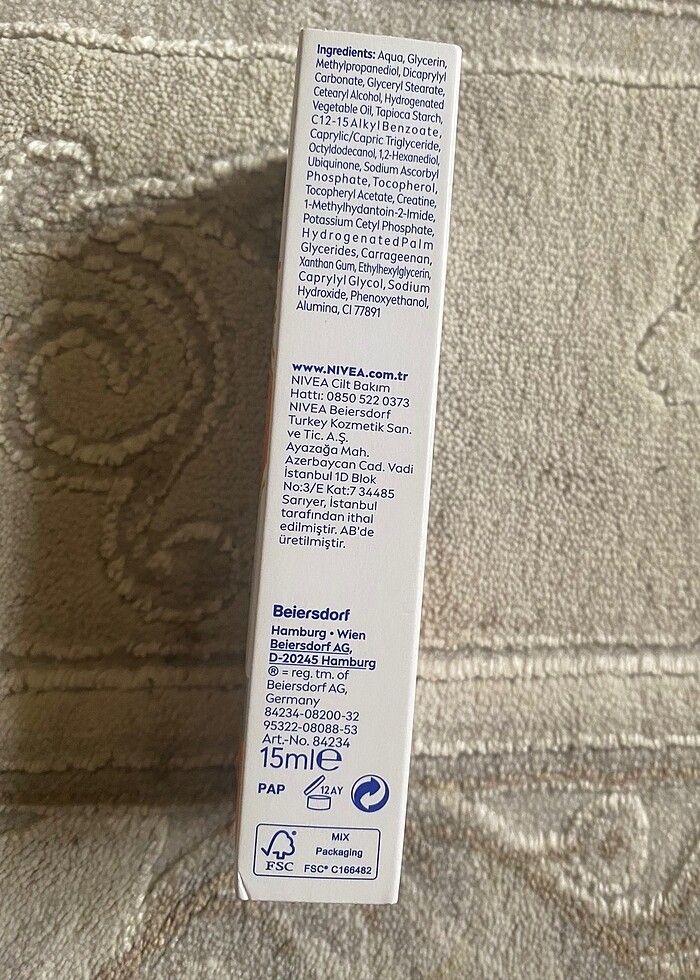 Ingredients: Aqua, Glycerin,
Methylpropanediol, Dicaprylyl
Carbonate, Glyceryl Stearate,
Cetearyl Alcohol, Hydrogenated
Vegetable Oil, Tapioca Starch,
C12-15 Alkyl Benzoate,
Caprylic/Capric Triglyceride,
Octyldodecanol, 1,2-Hexanediol,
Ubiquinone, Sodium Ascorbyl
Phosphate, Tocopherol,
Tocopheryl Acetate, Creatine,
1-Methylhydantoin-2-Imide,
Potassium Cetyl Phosphate,
Hydrogenated Palm
Glycerides, Carrageenan,
Xanthan Gum, Ethylhexylglycerin,
Caprylyl Glycol, Sodium
Hydroxide, Phenoxyethanol,
Alumina, CI 77891
www.NIVEA.com.tr
NIVEA Cilt Bakım
Hattı: 0850 522 0373
NIVEA Beiersdorf
Turkey Kozmetik San.
ve Tic. A.Ş.
Ayazağa Mah.
Azerbaycan Cad. Vadi
İstanbul 1D Blok
No:3/E Kat:7 34485
Sarıyer, İstanbul
tarafından ithal
edilmiştir. AB'de
üretilmiştir.
Beiersdorf
Hamburg • Wien
Beiersdorf AG,
D-20245 Hamburg
® = reg. tm. of
Beiersdorf AG,
Germany
84234-08200-32
95322-08088-53
Art.-No. 84234
15ml℮
PAP 12AY
MIX
Packaging
FSC® FSC® C166482